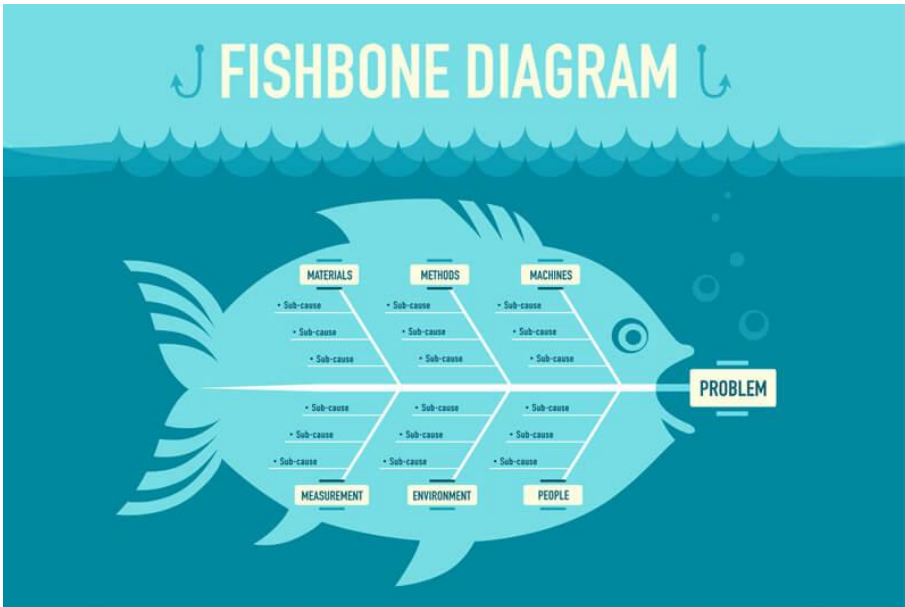 FISHBONE DIAGRAM
MATERIALS
METHODS
MACHINES
• Sub-cause
• Sub-cause
• Sub-cause
• Sub-cause
• Sub-cause
• Sub-cause
• Sub-cause
• Sub-cause
• Sub-cause
PROBLEM
• Sub-cause
• Sub-cause
• Sub-cause
• Sub-cause
• Sub-cause
• Sub-cause
• Sub-cause
• Sub-cause
• Sub-cause
MEASUREMENT
ENVIRONMENT
PEOPLE